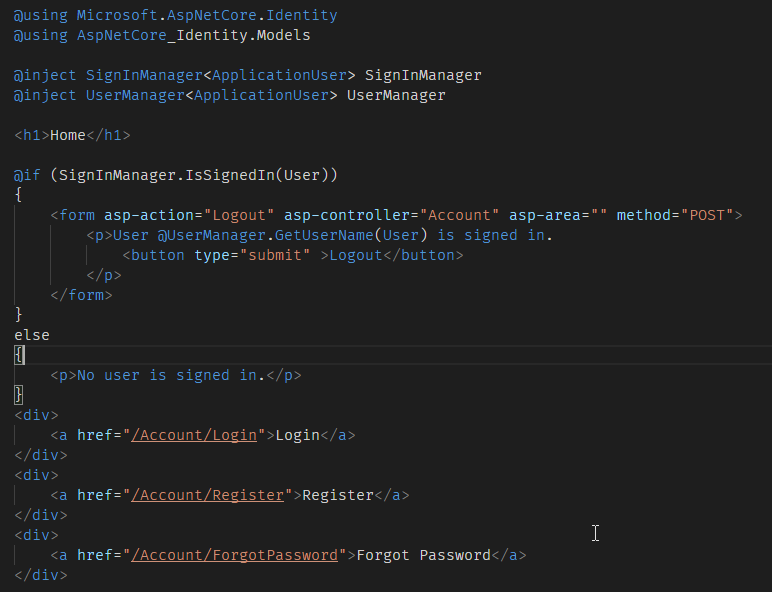 @using Microsoft.AspNetCore.Identity
@using AspNetCore_Identity.Models
@inject SignInManager<ApplicationUser> SignInManager
@inject UserManager<ApplicationUser> UserManager
<h1>Home</h1>
@if (SignInManager.IsSignedIn(User))
{
<form asp-action="Logout" asp-controller="Account" asp-area="" method="POST">
<p>User @UserManager.GetUserName(User) is signed in.
<button type="submit" >Logout</button>
</p>
</form>
}
else
{
<p>No user is signed in.</p>
}
<div>
<a href="/Account/Login">Login</a>
</div>
<div>
<a href="/Account/Register">Register</a>
</div>
<div>
<a href="/Account/ForgotPassword">Forgot Password</a>
</div>